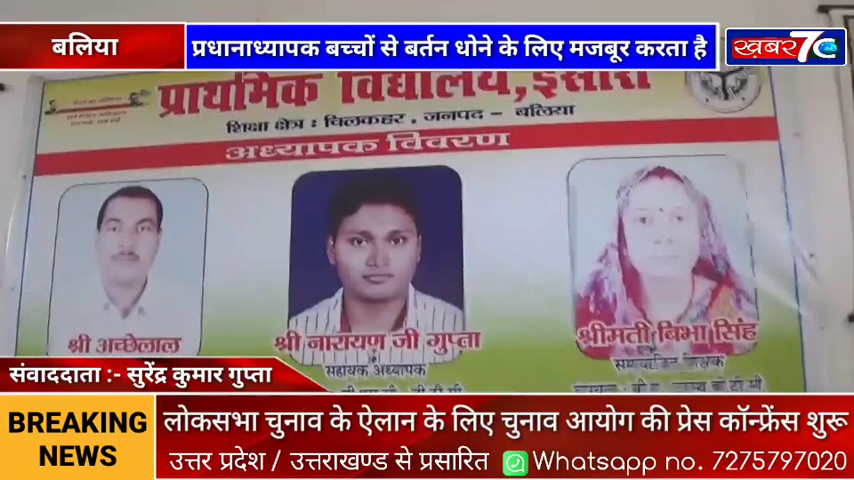 बलिया
प्रधानाध्यापक बच्चों से बर्तन धोने के लिए मजबूर करता है
ख़बर7
प्राथमिक विद्यालय, इसारी
शिक्षा क्षेत्र : चिलकहर, जनपद - बलिया
अध्यापक विवरण
श्री अच्छेलाल
श्री नारायण जी गुप्ता
श्रीमती बिभा सिंह
सहायक अध्यापक
संवाददाता :- सुरेंद्र कुमार गुप्ता
BREAKING NEWS
लोकसभा चुनाव के ऐलान के लिए चुनाव आयोग की प्रेस कॉन्फ्रेंस शुरू
उत्तर प्रदेश / उत्तराखण्ड से प्रसारित Whatsapp no. 7275797020